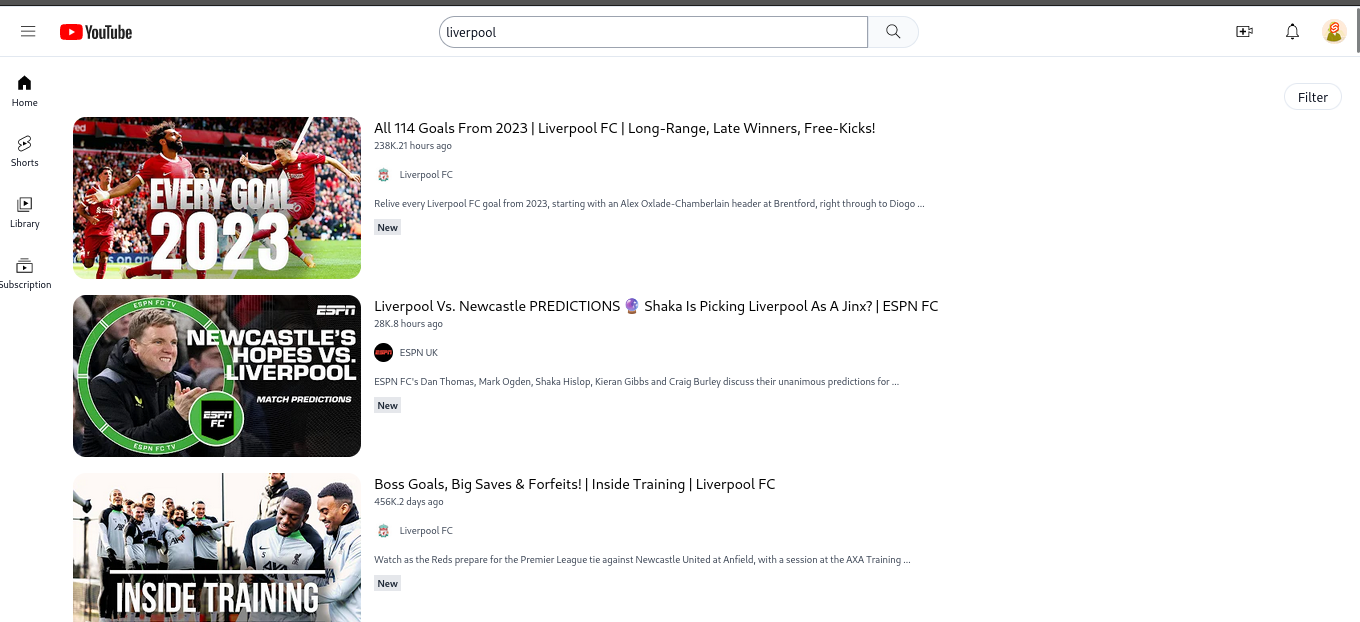 YouTube
liverpool
Home
Shorts
Library
Subscription
Filter
EVERY GOAL
2023
All 114 Goals From 2023 | Liverpool FC | Long-Range, Late Winners, Free-Kicks!
238K.21 hours ago
Liverpool FC
Relive every Liverpool FC goal from 2023, starting with an Alex Oxlade-Chamberlain header at Brentford, right through to Diogo ...
New
ESPN FC TV
ESPN
NEWCASTLE'S
HOPES VS.
LIVERPOOL
MATCH PREDICTIONS
ESPN
FC
ESPN FC TV
Liverpool Vs. Newcastle PREDICTIONS 🔮 Shaka Is Picking Liverpool As A Jinx? | ESPN FC
28K.8 hours ago
ESPN UK
ESPN FC's Dan Thomas, Mark Ogden, Shaka Hislop, Kieran Gibbs and Craig Burley discuss their unanimous predictions for ...
New
AXA
INSIDE TRAINING
Boss Goals, Big Saves & Forfeits! | Inside Training | Liverpool FC
456K.2 days ago
Liverpool FC
Watch as the Reds prepare for the Premier League tie against Newcastle United at Anfield, with a session at the AXA Training ...
New